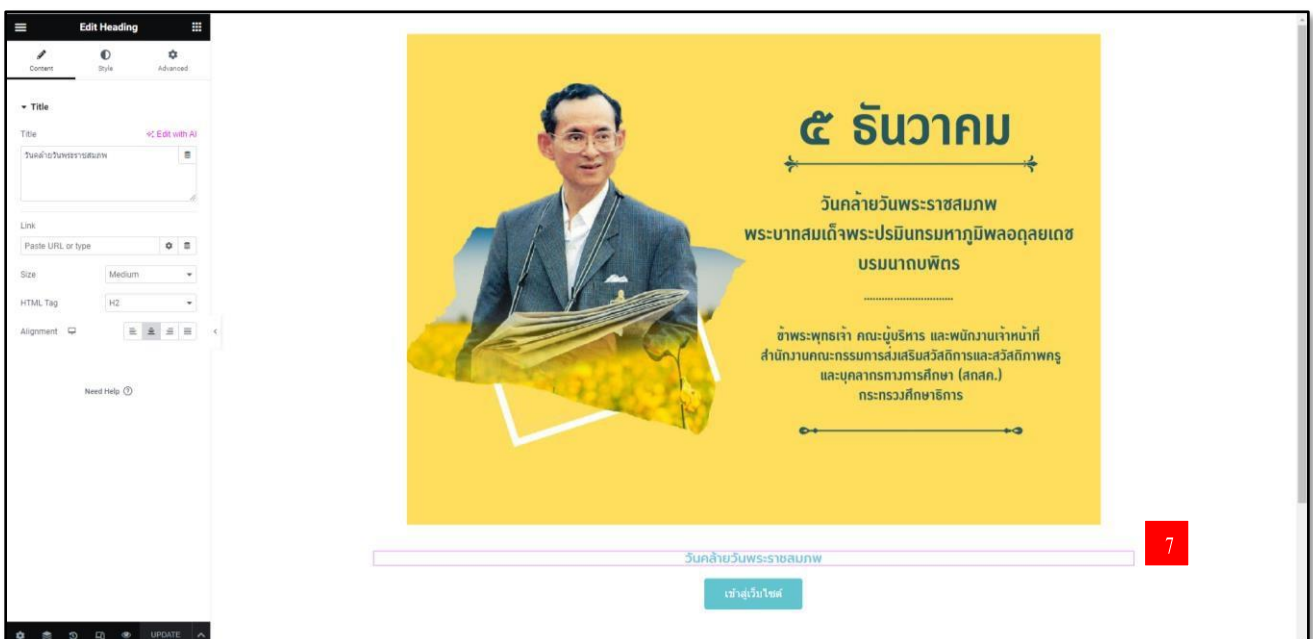 Edit Heading
Content
Style
Advanced
Title
Title
Edit with AI
วันคล้ายวันพระราชสมภพ
Link
Paste URL or type
Size
Medium
HTML Tag
H2
Alignment
Need Help
UPDATE
๕ ธันวาคม
วันคล้ายวันพระราชสมภพ
พระบาทสมเด็จพระปรมินทรมหาภูมิพลอดุลยเดช
บรมนาถบพิตร
ข้าพระพุทธเจ้า คณะผู้บริหาร และพนักงานเจ้าหน้าที่
สำนักงานคณะกรรมการส่งเสริมสวัสดิการและสวัสดิภาพครู
และบุคลากรทางการศึกษา (สกสค.)
กระทรวงศึกษาธิการ
วันคล้ายวันพระราชสมภพ
7
เข้าสู่เว็บไซต์